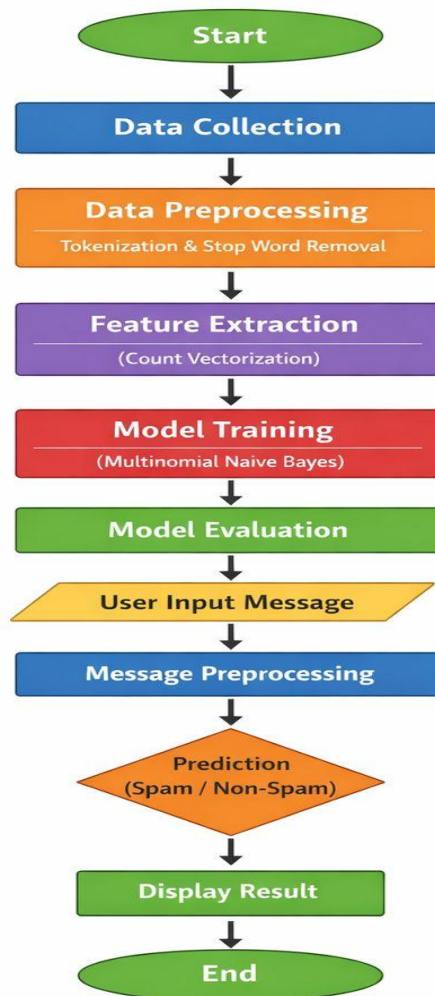 Start
Data Collection
Data Preprocessing
Tokenization & Stop Word Removal
Feature Extraction
(Count Vectorization)
Model Training
(Multinomial Naive Bayes)
Model Evaluation
User Input Message
Message Preprocessing
Prediction
(Spam / Non-Spam)
Display Result
End